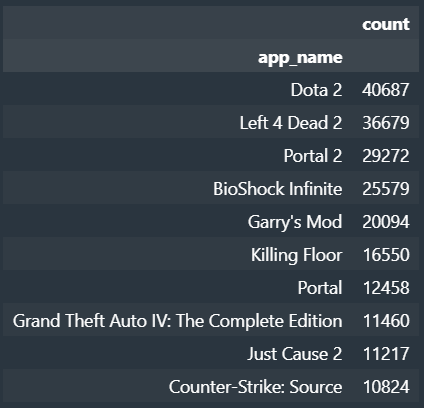 count
app_name
Dota 2 40687
Left 4 Dead 2 36679
Portal 2 29272
BioShock Infinite 25579
Garry's Mod 20094
Killing Floor 16550
Portal 12458
Grand Theft Auto IV: The Complete Edition 11460
Just Cause 2 11217
Counter-Strike: Source 10824